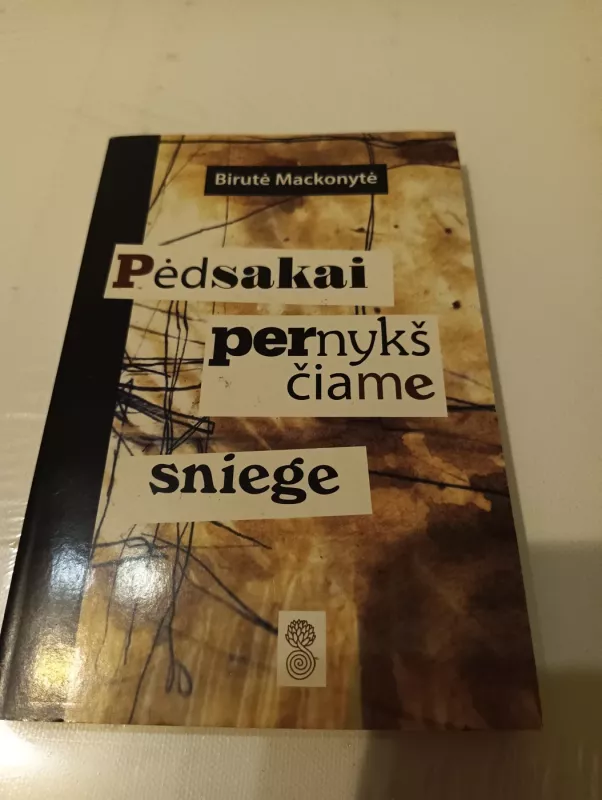 Birutė Mackonytė
Pėdsakai
pernykš
čiame
sniege